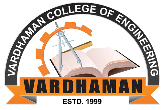 VARDHAMAN COLLEGE OF ENGINEERING
VARDHAMAN
ESTD. 1999